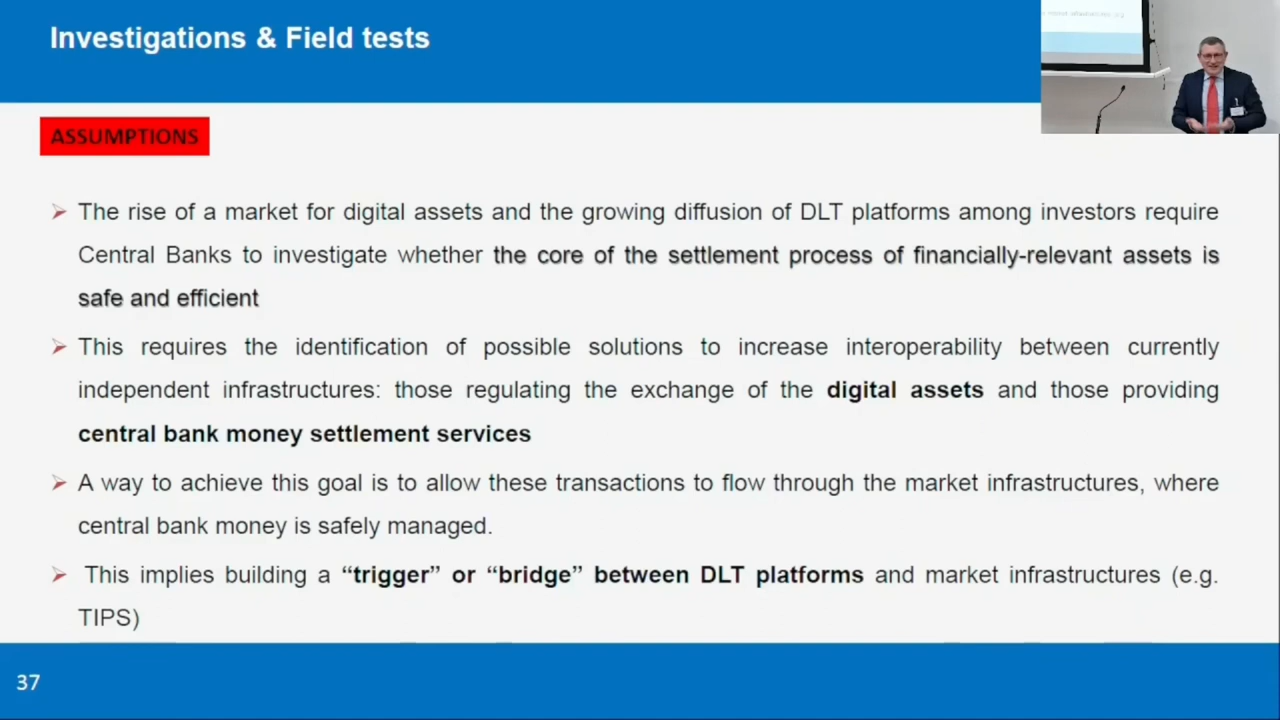 Investigations & Field tests
ASSUMPTIONS
The rise of a market for digital assets and the growing diffusion of DLT platforms among investors require
Central Banks to investigate whether the core of the settlement process of financially-relevant assets is
safe and efficient
This requires the identification of possible solutions to increase interoperability between currently
independent infrastructures: those regulating the exchange of the digital assets and those providing
central bank money settlement services
A way to achieve this goal is to allow these transactions to flow through the market infrastructures, where
central bank money is safely managed.
This implies building a “trigger” or “bridge” between DLT platforms and market infrastructures (e.g.
TIPS)
37